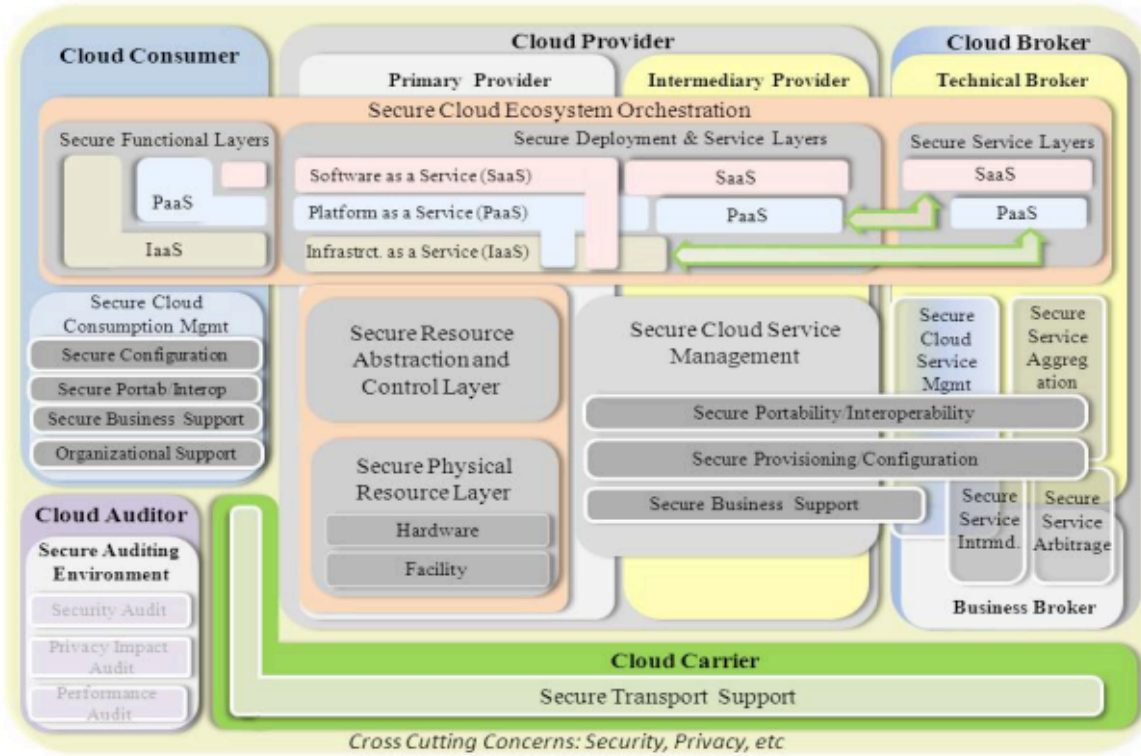 Cloud Consumer
Secure Functional Layers
PaaS
IaaS
Secure Cloud
Consumption Mgmt
Secure Configuration
Secure Portab/Interop
Secure Business Support
Organizational Support
Cloud Provider
Primary Provider
Intermediary Provider
Secure Cloud Ecosystem Orchestration
Secure Deployment & Service Layers
Software as a Service (SaaS)
SaaS
Platform as a Service (PaaS)
PaaS
Infrastrct. as a Service (IaaS)
Secure Resource
Abstraction and
Control Layer
Secure Physical
Resource Layer
Hardware
Facility
Secure Cloud Service
Management
Secure Portability/Interoperability
Secure Provisioning/Configuration
Secure Business Support
Cloud Broker
Technical Broker
Secure Service Layers
SaaS
PaaS
Secure
Cloud
Service
Mgmt
Secure
Service
Aggreg
ation
Secure
Service
Intrmd.
Secure
Service
Arbitrage
Business Broker
Cloud Auditor
Secure Auditing
Environment
Security Audit
Privacy Impact
Audit
Performance
Audit
Cloud Carrier
Secure Transport Support
Cross Cutting Concerns: Security, Privacy, etc